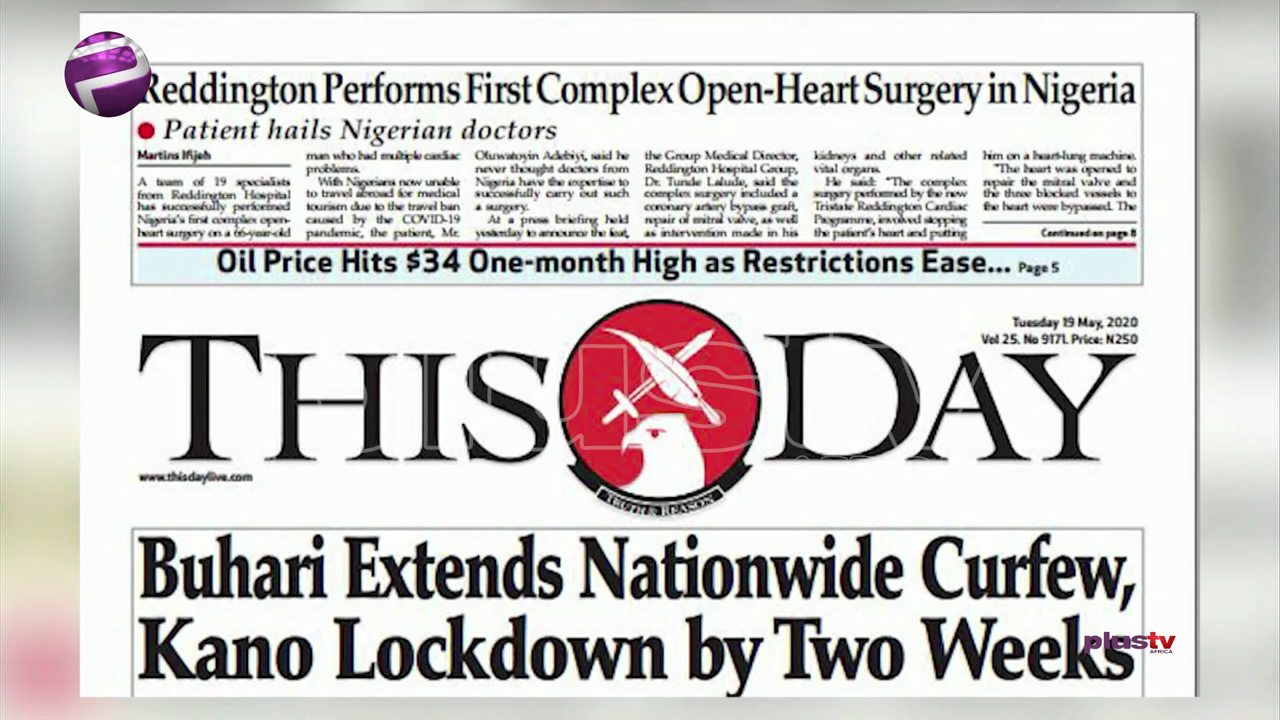 Reddington Performs First Complex Open-Heart Surgery in Nigeria
Patient hails Nigerian doctors
Martins Ifijeh
A team of 19 specialists
from Reddington Hospital
has successfully performed
Nigeria's first complex open-
heart surgery on a 66-year-old
man who had multiple cardiac
problems.
With Nigerians now unable
to travel abroad for medical
tourism due to the travel ban
caused by the COVID-19
pandemic, the patient, Mr.
Oluwatoyin Adebiyi, said he
never thought doctors from
Nigeria have the expertise to
successfully carry out such
a surgery.
At a press briefing held
yesterday to announce the feat,
the Group Medical Director,
Reddington Hospital Group,
Dr. Tunde Lalude, said the
complex surgery included a
coronary artery bypass graft,
repair of mitral valve, as well
as intervention made in his
kidneys and other related
vital organs.
He said: "The complex
surgery performed by the new
Tristate Reddington Cardiac
Programme, involved stopping
the patient's heart and putting
him on a heart-lung machine.
"The heart was opened to
repair the mitral valve and
the three blocked vessels to
the heart were bypassed. The
Continued on page 8
Oil Price Hits $34 One-month High as Restrictions Ease... Page 5
Tuesday 19 May, 2020
Vol 25. No 9171. Price: N250
THISDAY
www.thisdaylive.com
TRUTH & REASON
Buhari Extends Nationwide Curfew,
Kano Lockdown by Two Weeks
plustv
AFRICA